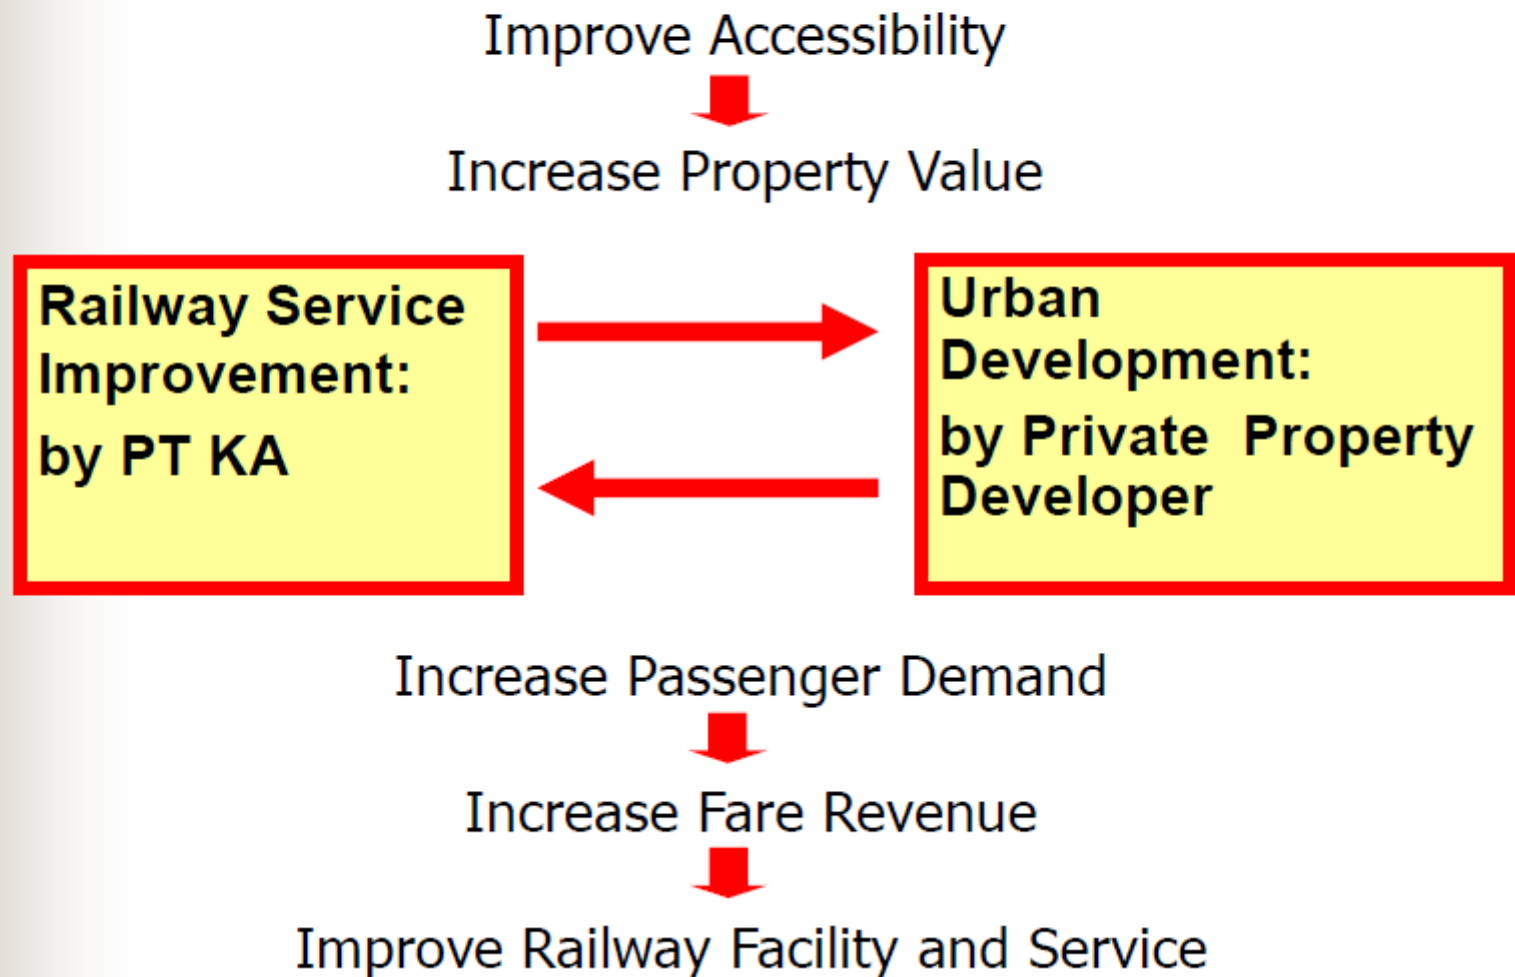 Improve Accessibility
Increase Property Value
Railway Service
Improvement:
by PT KA
Urban
Development:
by Private  Property
Developer
Increase Passenger Demand
Increase Fare Revenue
Improve Railway Facility and Service